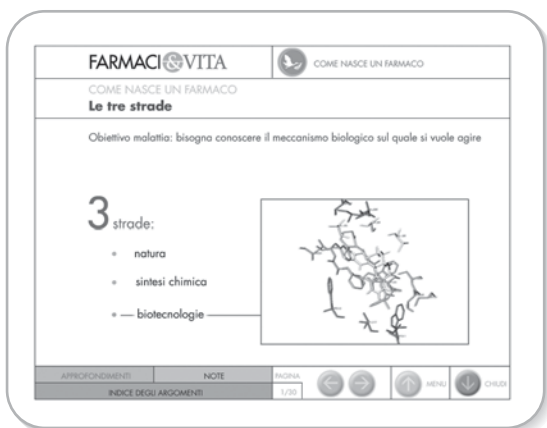 FARMACI&VITA
COME NASCE UN FARMACO
COME NASCE UN FARMACO
Le tre strade
Obiettivo malattia: bisogna conoscere il meccanismo biologico sul quale si vuole agire
3 strade:
natura
sintesi chimica
biotecnologie
APPROFONDIMENTI NOTE PAGINA
INDICE DEGLI ARGOMENTI 1/30
MENU CHIUDI